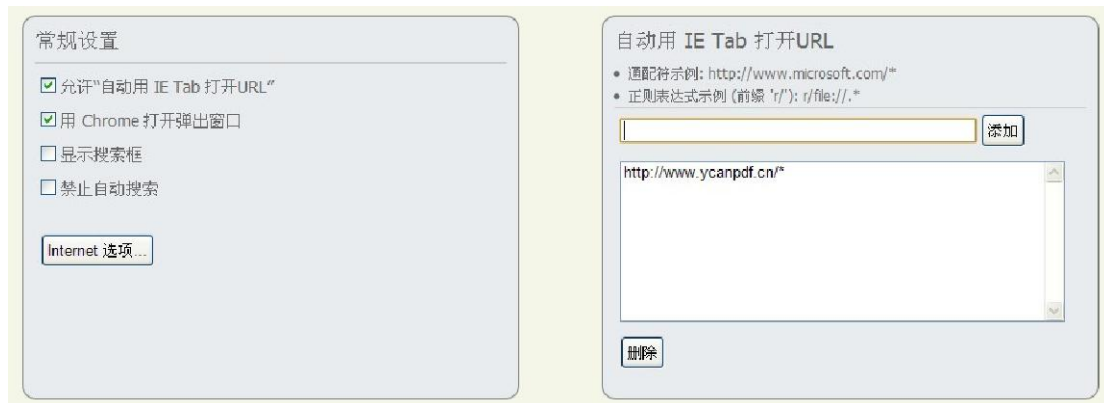 常规设置
允许"自动用 IE Tab 打开URL"
用 Chrome 打开弹出窗口
显示搜索框
禁止自动搜索
Internet 选项...
自动用 IE Tab 打开URL
• 通配符示例: http://www.microsoft.com/*
• 正则表达式示例 (前缀 'r/'): r/file://.*
添加
http://www.ycanpdf.cn/*
删除